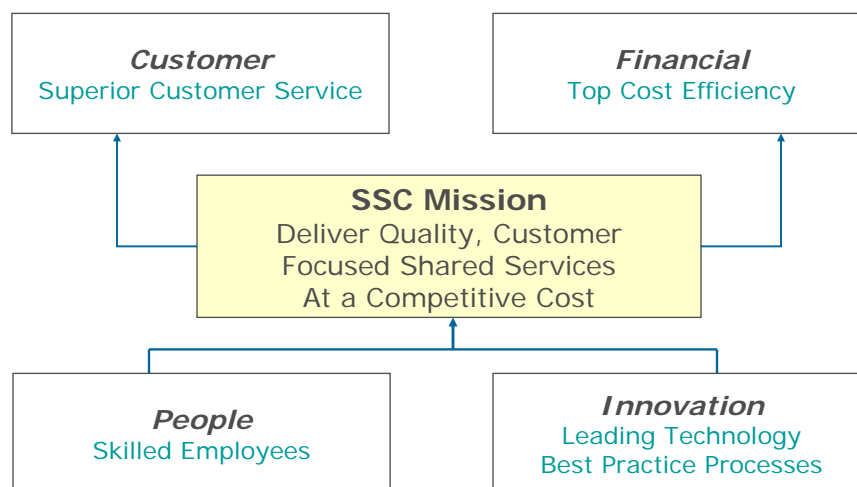 Customer
Superior Customer Service
Financial
Top Cost Efficiency
SSC Mission
Deliver Quality, Customer
Focused Shared Services
At a Competitive Cost
People
Skilled Employees
Innovation
Leading Technology
Best Practice Processes